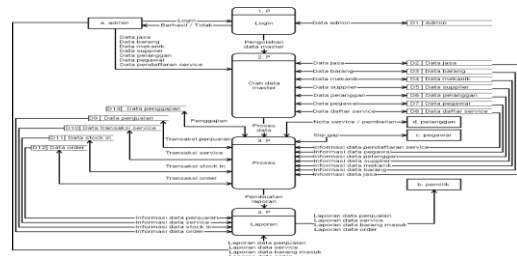 1. P
Login
a. admin
Login
Berhasil / Tidak
Data admin
D1 | Admin
Pengolahan
data master
Data jasa
Data barang
Data mekanik
Data supplier
Data pelanggan
Data pegawai
Data pendaftaran service
2. P
Olah data
master
Data jasa
Data barang
Data mekanik
Data supplier
Data peranggan
Data pegawai
Data daftar service
D2 | Data jasa
D3 | Data barang
D4 | Data mekanik
D5 | Data supplier
D6 | Data peranggan
D7 | Data pegawai
D8 | Data daftar service
D13 | Data penggajian
D9 | Data penjualan
D10 | Data transaksi service
D11 | Data stock in
D12 | Data order
Penggajian
Proses
data
Transaksi penjualan
Transaksi service
Transaksi stock in
Transaksi order
3. P
Proses
Nota service / pembelian
d. pelanggan
Slip gaji
c. pegawai
Informasi data pendaftaran service
Informasi data pegawai
Informasi data pelanggan
Informasi data supplier
Informasi data mekanik
Informasi data barang
Informasi data jasa
Pembuatan
laporan
b. pemilik
4. P
Laporan
Informasi data penjualan
Informasi data service
Informasi data stock in
Informasi data order
Laporan data penjualan
Laporan data service
Laporan data barang masuk
Laporan data order
Laporan data penjualan
Laporan data service
Laporan data barang masuk